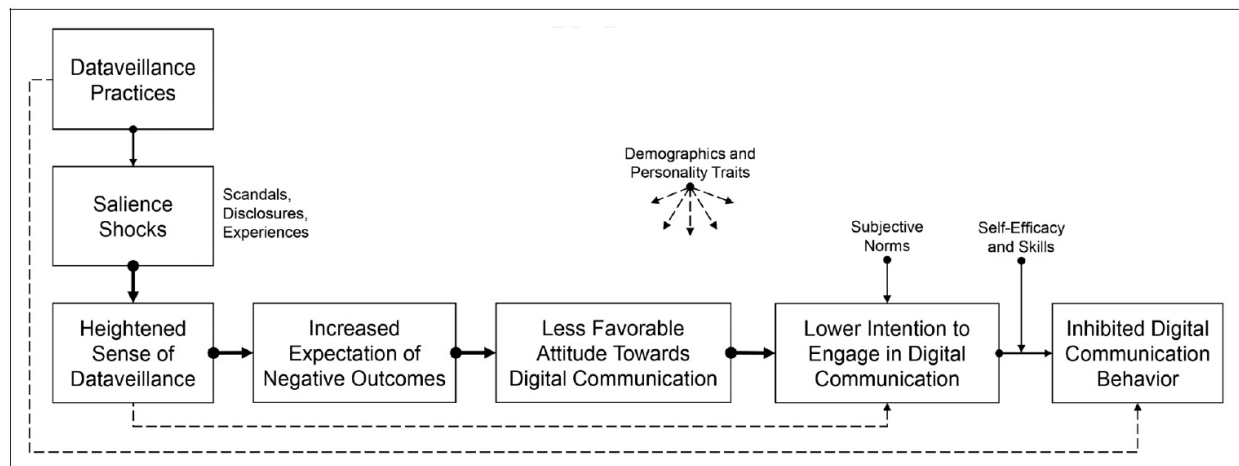 Dataveillance
Practices
Salience
Shocks
Scandals,
Disclosures,
Experiences
Demographics and
Personality Traits
Subjective
Norms
Self-Efficacy
and Skills
Heightened
Sense of
Dataveillance
Increased
Expectation of
Negative Outcomes
Less Favorable
Attitude Towards
Digital Communication
Lower Intention to
Engage in Digital
Communication
Inhibited Digital
Communication
Behavior